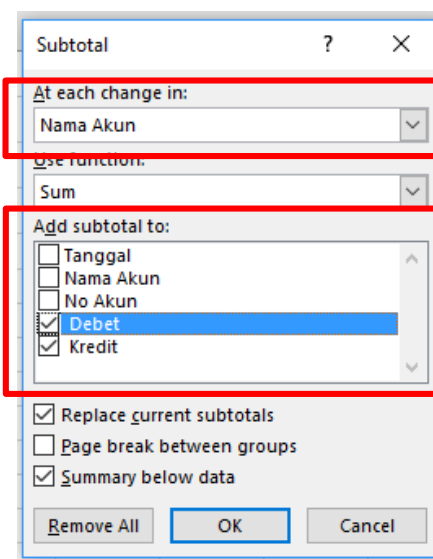 Subtotal ? ×
At each change in:
Nama Akun
Use function:
Sum
Add subtotal to:
Tanggal
Nama Akun
No Akun
Debet
Kredit
Replace current subtotals
Page break between groups
Summary below data
Remove All OK Cancel